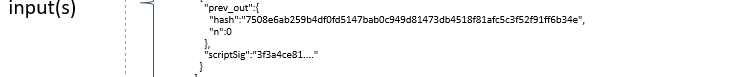 input(s)
"prev_out":{
"hash":"7508e6ab259b4df0fd5147bab0c949d81473db4518f81afc5c3f52f91ff6b34e",
"n":0
},
"scriptSig":"3f3a4ce81...."
}